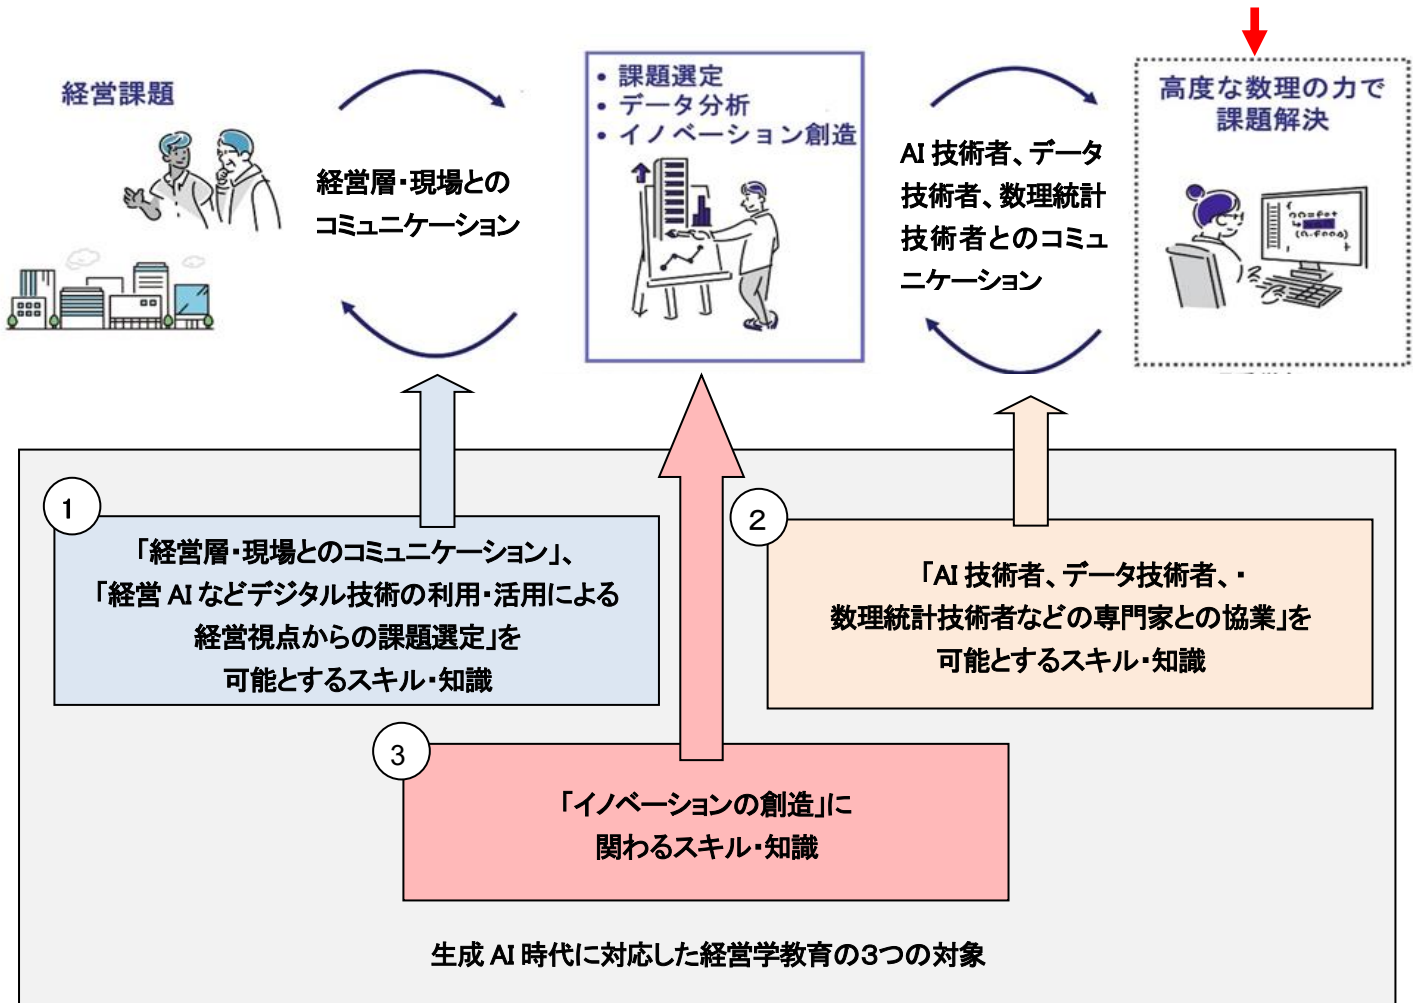 経営課題
経営層・現場との
コミュニケーション
• 課題選定
• データ分析
• イノベーション創造
AI 技術者、データ
技術者、数理統計
技術者とのコミュ
ニケーション
高度な数理の力で
課題解決
1
「経営層・現場とのコミュニケーション」、
「経営 AI などデジタル技術の利用・活用による
経営視点からの課題選定」を
可能とするスキル・知識
2
「AI 技術者、データ技術者、・
数理統計技術者などの専門家との協業」を
可能とするスキル・知識
3
「イノベーションの創造」に
関わるスキル・知識
生成 AI 時代に対応した経営学教育の3つの対象